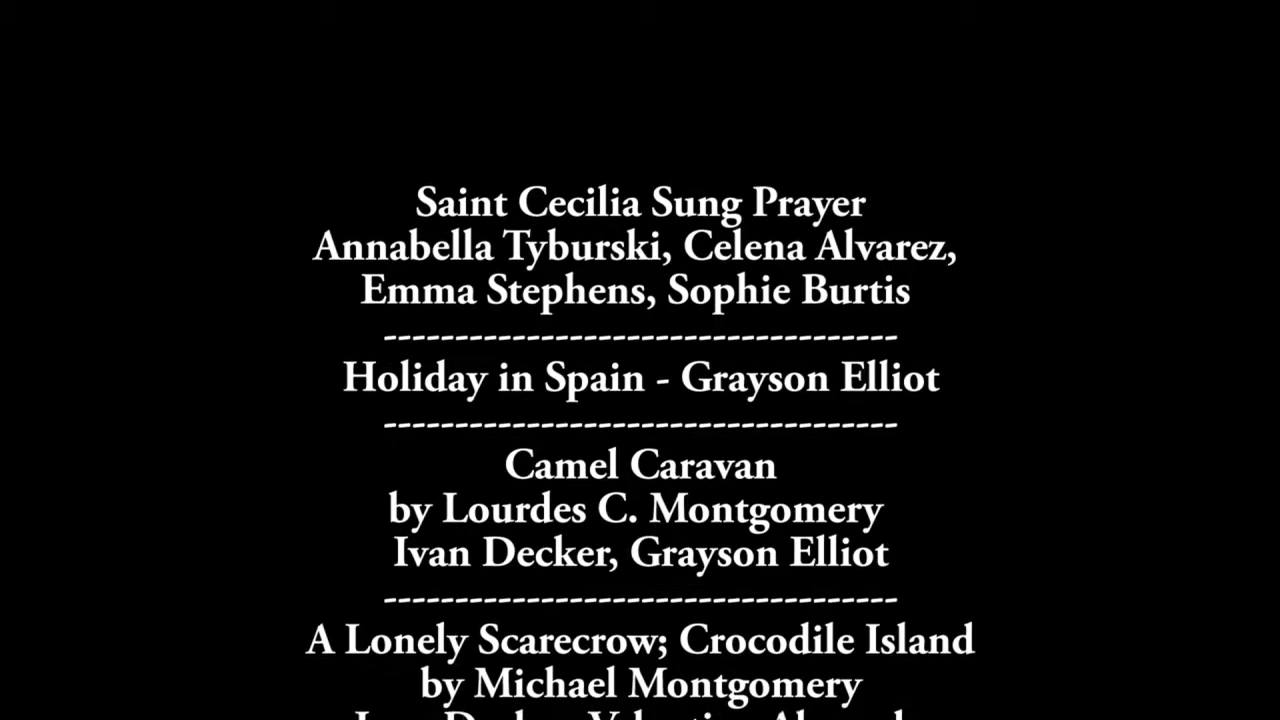 Saint Cecilia Sung Prayer
Annabella Tyburski, Celena Alvarez,
Emma Stephens, Sophie Burtis
------------------------------------
Holiday in Spain - Grayson Elliot
------------------------------------
Camel Caravan
by Lourdes C. Montgomery
Ivan Decker, Grayson Elliot
------------------------------------
A Lonely Scarecrow; Crocodile Island
by Michael Montgomery